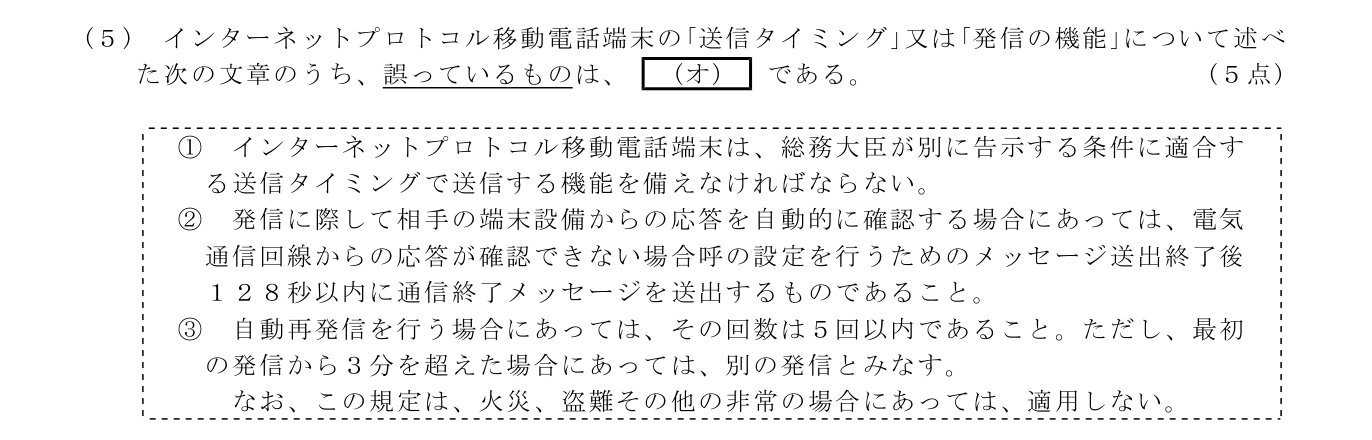 (5) インターネットプロトコル移動電話端末の「送信タイミング」又は「発信の機能」について述べ
た次の文章のうち、誤っているものは、 (オ) である。 (5点)
① インターネットプロトコル移動電話端末は、総務大臣が別に告示する条件に適合す
る送信タイミングで送信する機能を備えなければならない。
② 発信に際して相手の端末設備からの応答を自動的に確認する場合にあっては、電気
通信回線からの応答が確認できない場合呼の設定を行うためのメッセージ送出終了後
128秒以内に通信終了メッセージを送出するものであること。
③ 自動再発信を行う場合にあっては、その回数は5回以内であること。ただし、最初
の発信から3分を超えた場合にあっては、別の発信とみなす。
なお、この規定は、火災、盗難その他の非常の場合にあっては、適用しない。